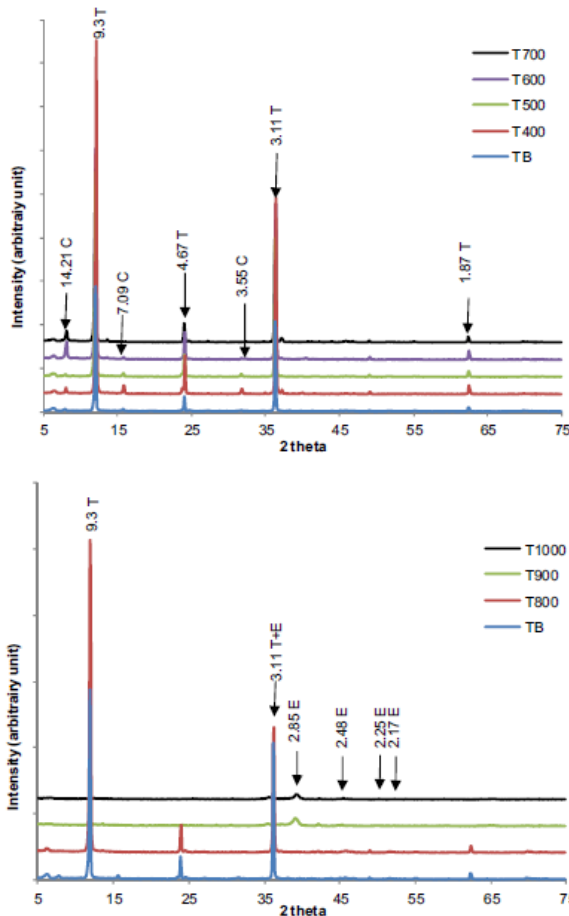 9.3 T
T700
T600
T500
T400
TB
3.11 T
14.21 C
7.09 C
4.67 T
3.55 C
1.87 T
Intensity (arbitraiy unit)
5 15 25 35 45 55 65 75
2 theta
9.3 T
T1000
T900
T800
TB
3.11 T+E
2.85 E
2.48 E
2.25 E
2.17 E
Intensity (arbitrairy unit)
5 15 25 35 45 55 65 75
2 theta